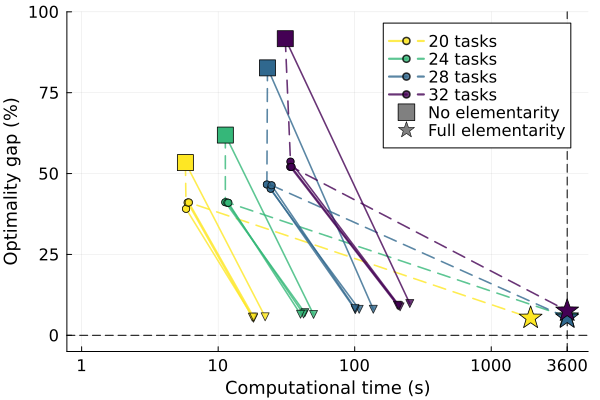 100
75
50
25
0
Optimality gap (%)
20 tasks
24 tasks
28 tasks
32 tasks
No elementarity
Full elementarity
1 10 100 1000 3600
Computational time (s)